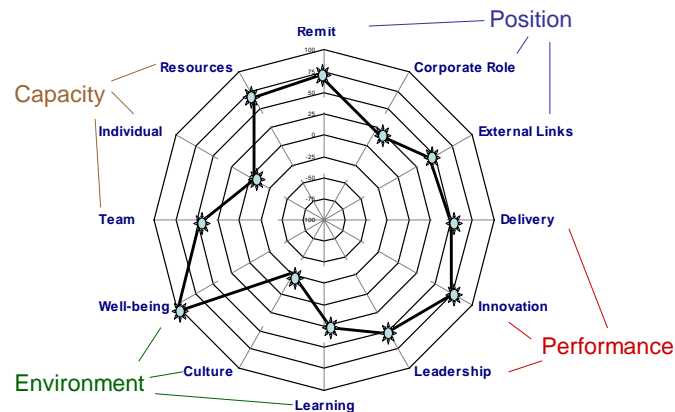 Position
Remit
Resources
Corporate Role
Capacity
Individual
External Links
100
75
50
25
0
-25
-50
-75
-100
Team
Delivery
Well-being
Innovation
Performance
Environment
Culture
Leadership
Learning